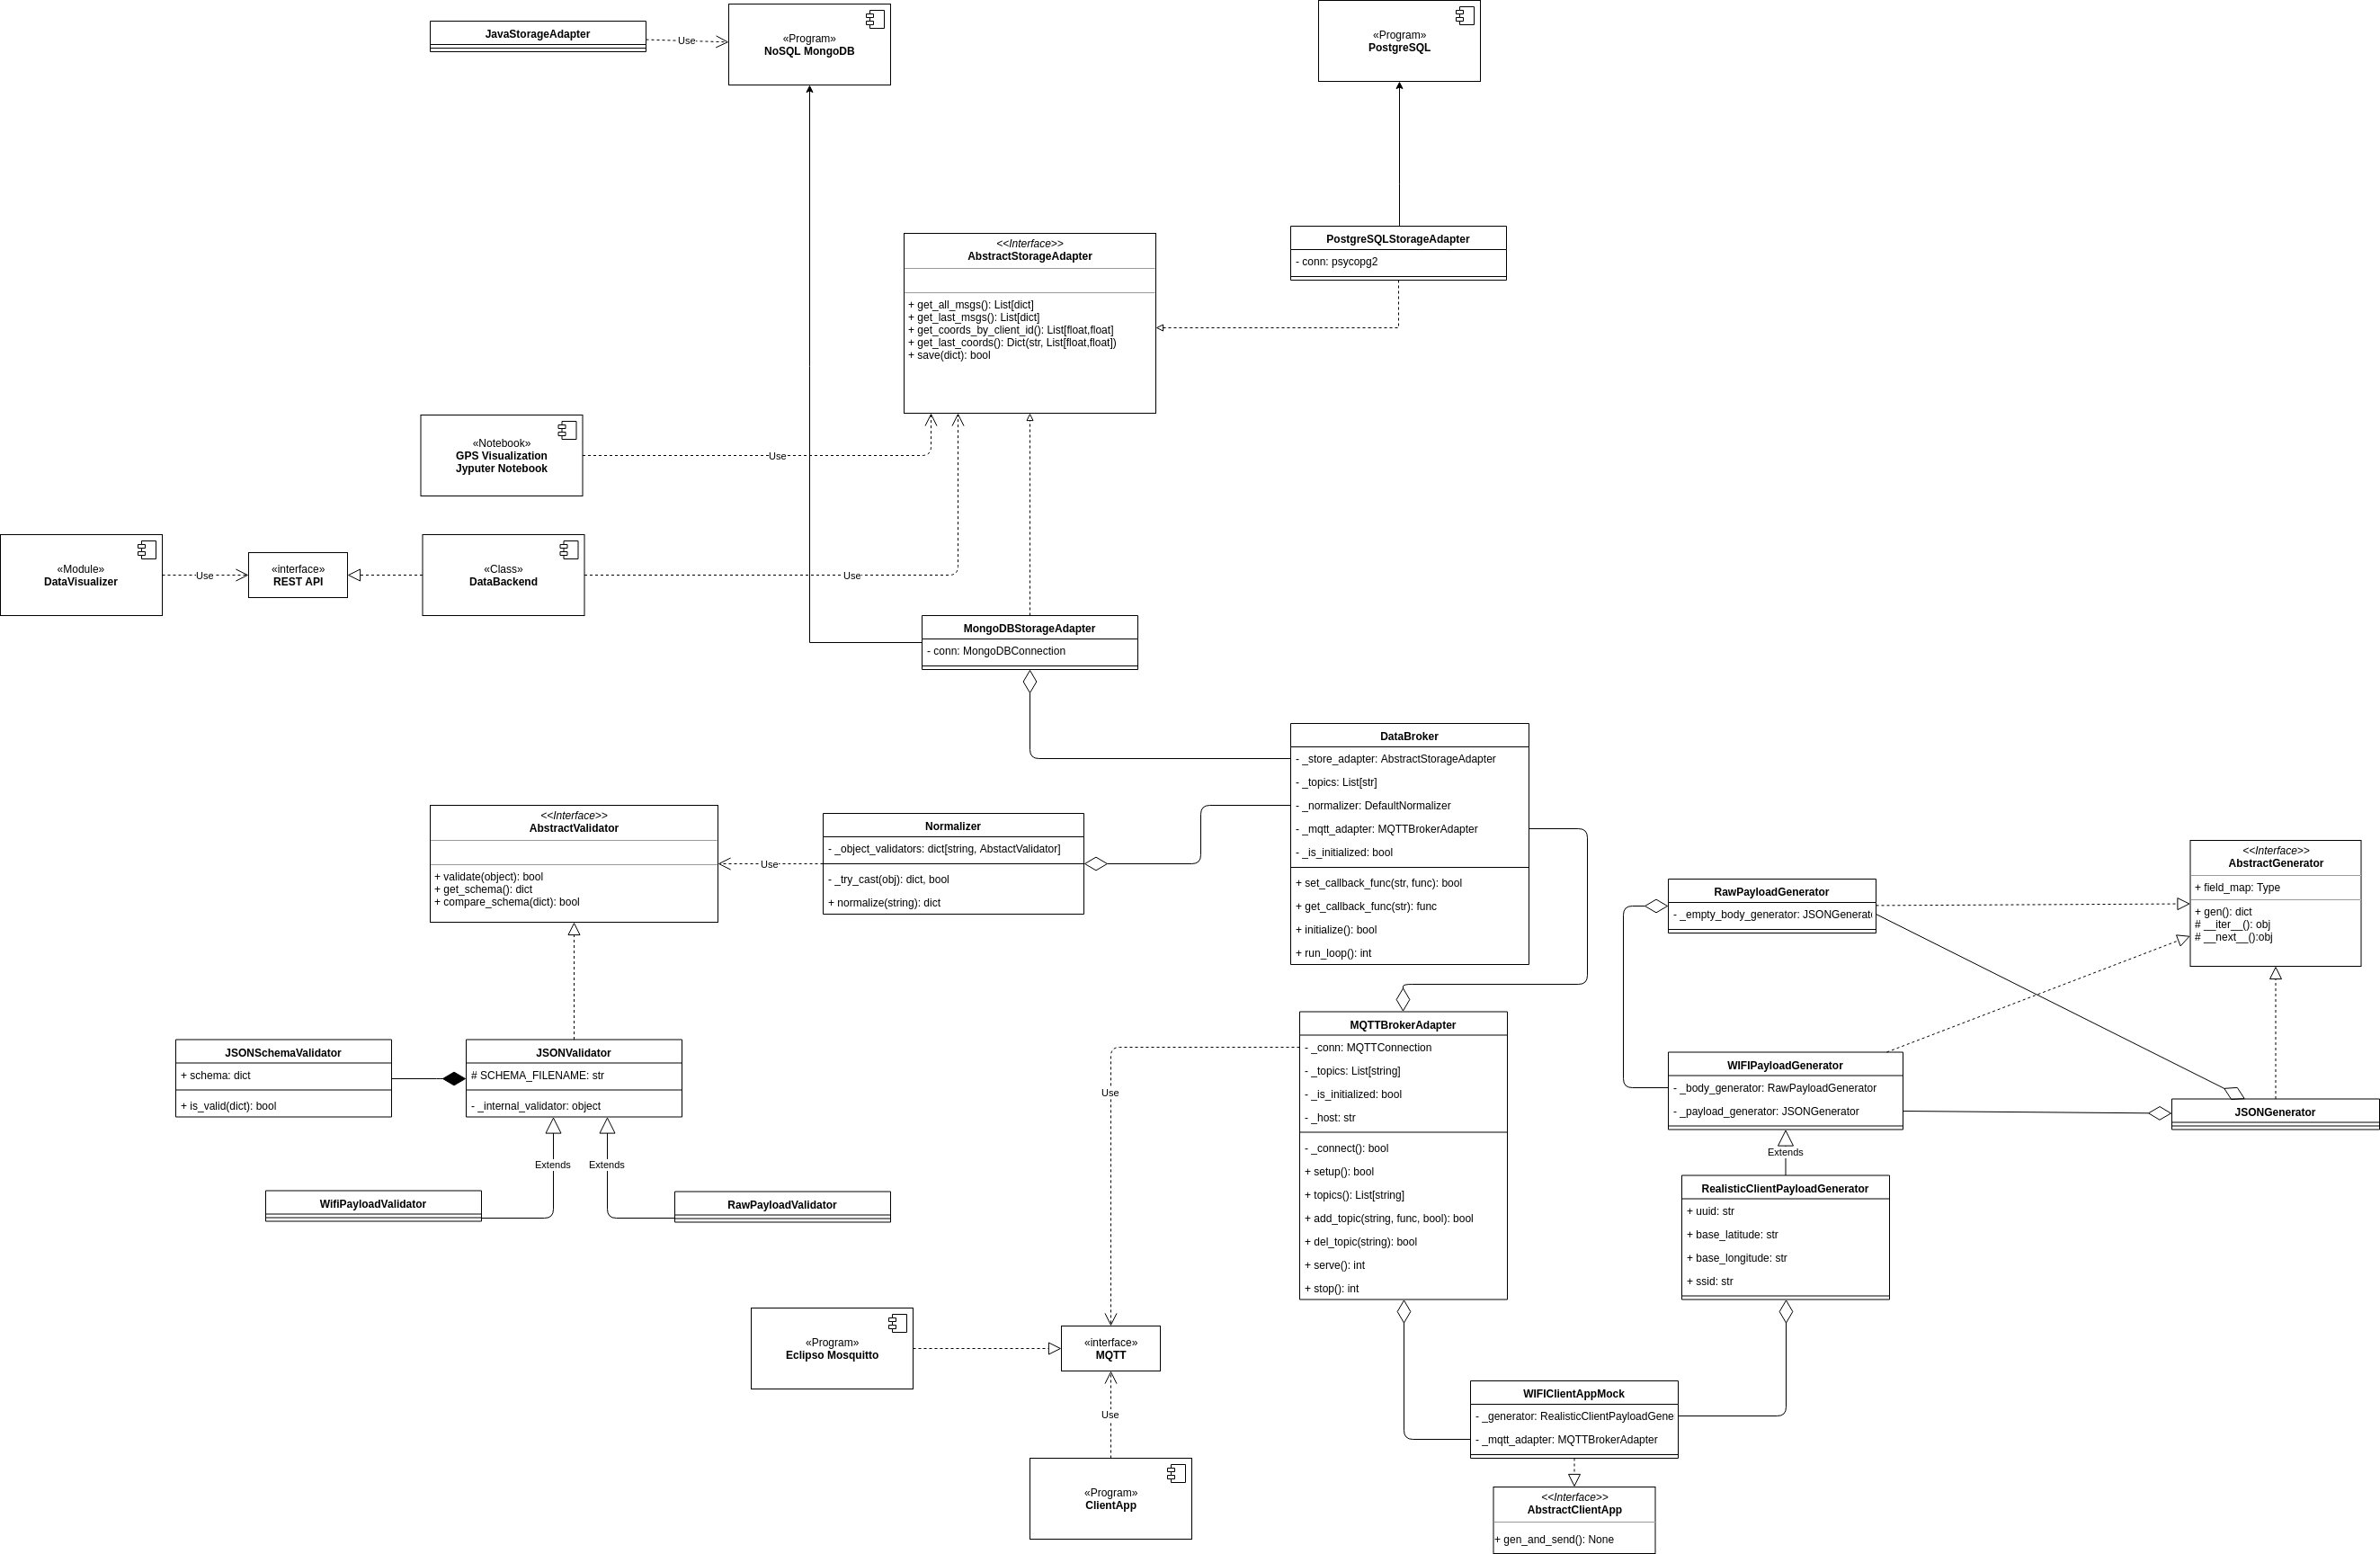 JavaStorageAdapter
Use
«Program»
NoSQL MongoDB
«Program»
PostgreSQL
<<Interface>>
AbstractStorageAdapter
+ get_all_msgs(): List[dict]
+ get_last_msgs(): List[dict]
+ get_coords_by_client_id(): List[float,float]
+ get_last_coords(): Dict(str, List[float,float])
+ save(dict): bool
PostgreSQLStorageAdapter
- conn: psycopg2
«Notebook»
GPS Visualization
Jyputer Notebook
Use
«Module»
DataVisualizer
Use
«interface»
REST API
«Class»
DataBackend
Use
MongoDBStorageAdapter
- conn: MongoDBConnection
DataBroker
- _store_adapter: AbstractStorageAdapter
- _topics: List[str]
- _normalizer: DefaultNormalizer
- _mqtt_adapter: MQTTBrokerAdapter
- _is_initialized: bool
+ set_callback_func(str, func): bool
+ get_callback_func(str): func
+ initialize(): bool
+ run_loop(): int
<<Interface>>
AbstractValidator
+ validate(object): bool
+ get_schema(): dict
+ compare_schema(dict): bool
Use
Normalizer
- _object_validators: dict[string, AbstactValidator]
- _try_cast(obj): dict, bool
+ normalize(string): dict
RawPayloadGenerator
- _empty_body_generator: JSONGenerato
<<Interface>>
AbstractGenerator
+ field_map: Type
+ gen(): dict
# __iter__(): obj
# __next__():obj
JSONSchemaValidator
+ schema: dict
+ is_valid(dict): bool
JSONValidator
# SCHEMA_FILENAME: str
- _internal_validator: object
Extends
Extends
WifiPayloadValidator
RawPayloadValidator
MQTTBrokerAdapter
- _conn: MQTTConnection
- _topics: List[string]
- _is_initialized: bool
- _host: str
- _connect(): bool
+ setup(): bool
+ topics(): List[string]
+ add_topic(string, func, bool): bool
+ del_topic(string): bool
+ serve(): int
+ stop(): int
Use
WIFIPayloadGenerator
- _body_generator: RawPayloadGenerator
- _payload_generator: JSONGenerator
JSONGenerator
Extends
RealisticClientPayloadGenerator
+ uuid: str
+ base_latitude: str
+ base_longitude: str
+ ssid: str
«Program»
Eclipso Mosquitto
«interface»
MQTT
Use
«Program»
ClientApp
WIFIClientAppMock
- _generator: RealisticClientPayloadGene
- _mqtt_adapter: MQTTBrokerAdapter
<<Interface>>
AbstractClientApp
+ gen_and_send(): None